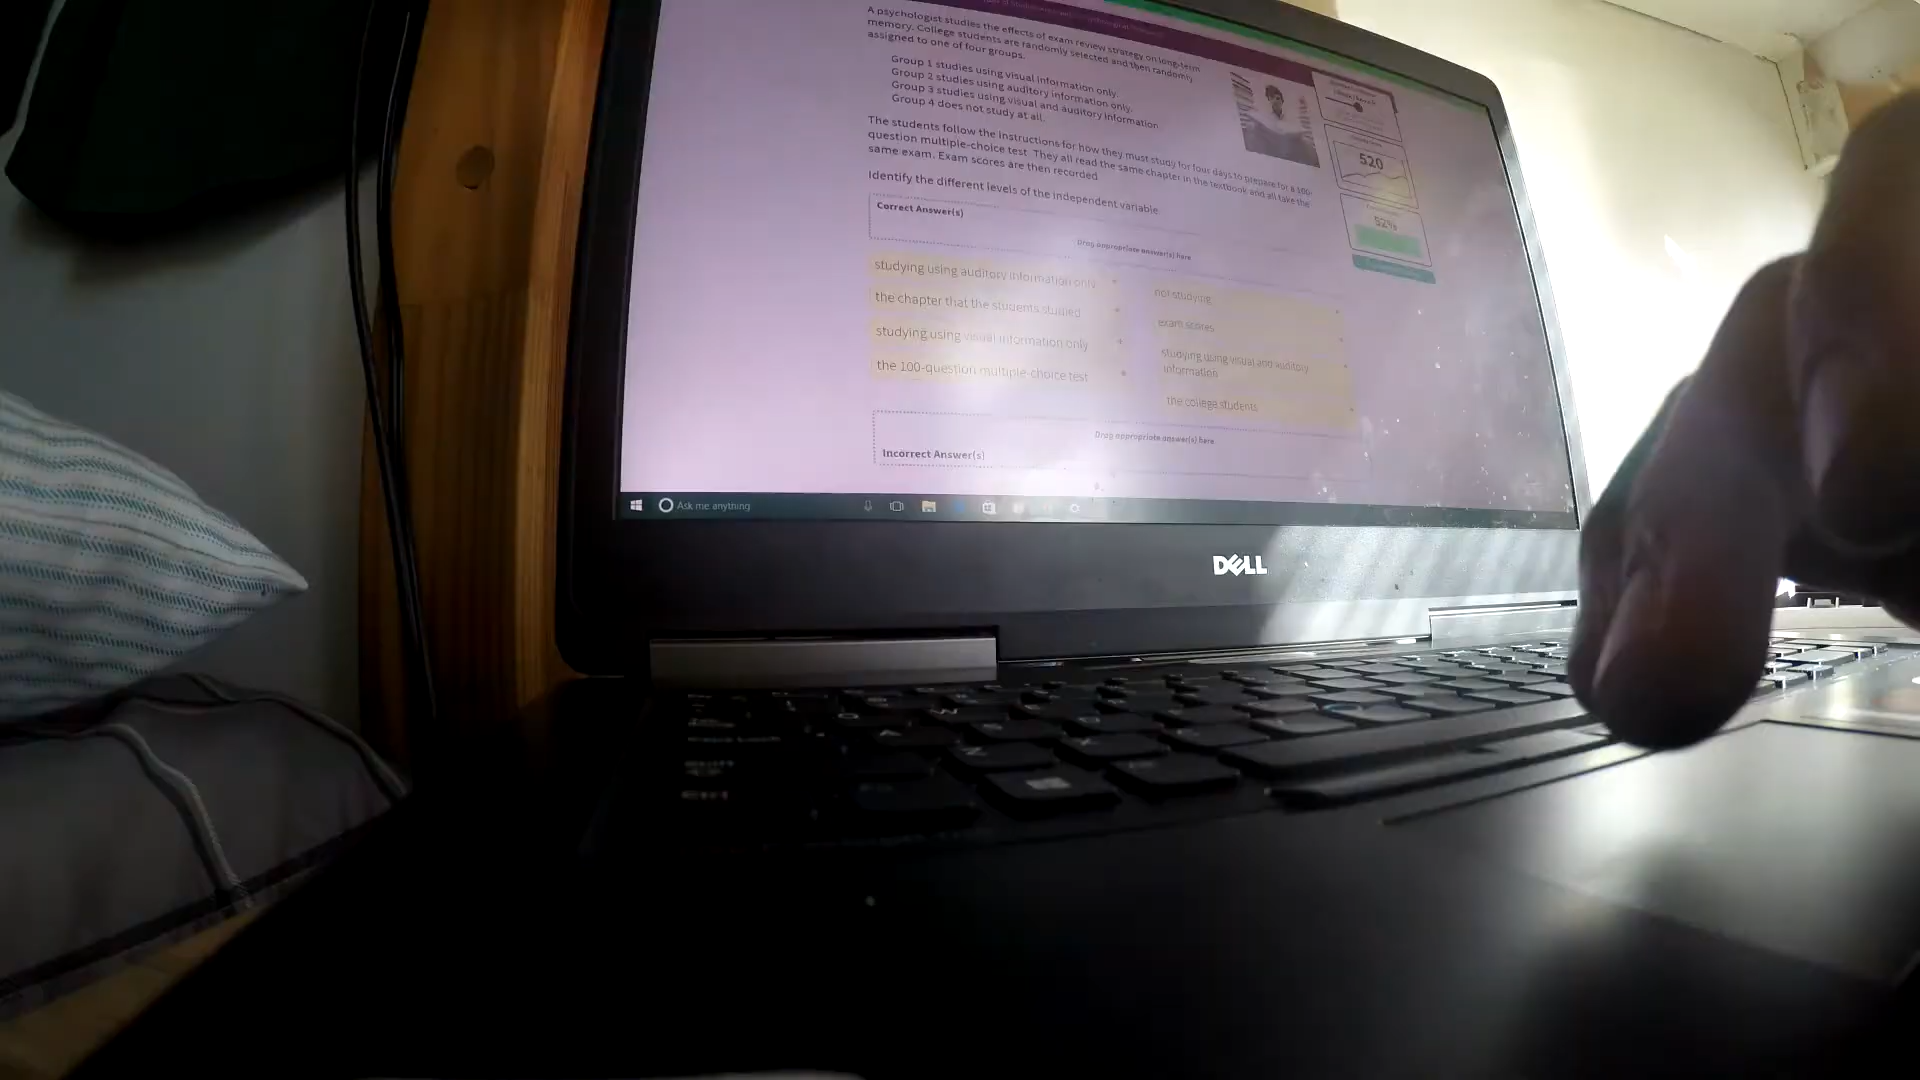 A psychologist studies the effects of exam review strategy on long-term
memory. College students are randomly selected and then randomly
assigned to one of four groups.
Group 1 studies using visual information only.
Group 2 studies using auditory information only.
Group 3 studies using visual and auditory information
Group 4 does not study at all.
The students follow the instructions for how they must study for four days to prepare for a 100-
question multiple-choice test. They all read the same chapter in the textbook and all take the
same exam. Exam scores are then recorded.
Identify the different levels of the independent variable.
Correct Answer(s)
Drag appropriate answer(s) here
studying using auditory information only
the chapter that the students studied
studying using visual information only
the 100-question multiple-choice test
not studying
exam scores
studying using visual and auditory
information
the college students
Drag appropriate answer(s) here
Incorrect Answer(s)
520
52%
Ask me anything
DELL